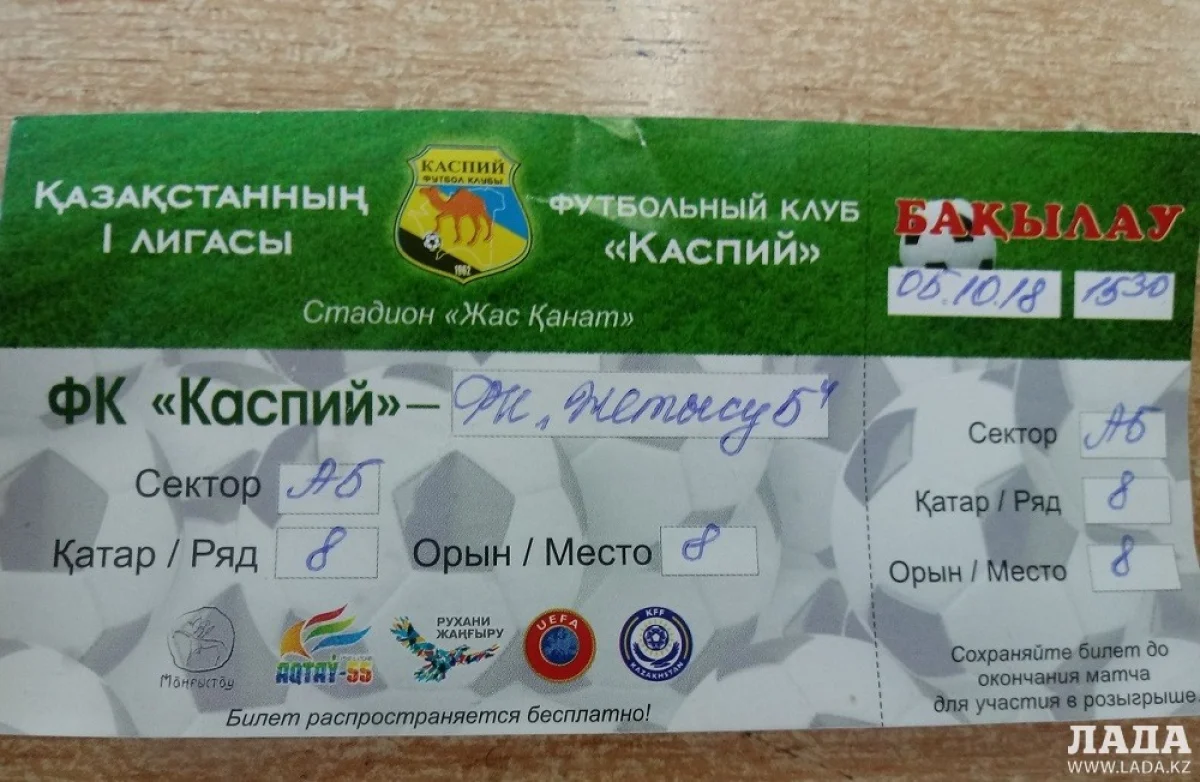 ҚАЗАҚСТАННЫҢ
I ЛИГАСЫ
КАСПИЙ
ФУТБОЛ КЛУБЫ
1962
ФУТБОЛЬНЫЙ КЛУБ
«КАСПИЙ»
Стадион «Жас Қанат»
БАҚЫЛАУ
05.10.18 15 30
ФК «Каспий» – ФК „Жетысу Б"
Сектор АБ
Қатар / Ряд 8 Орын / Место 8
Сектор АБ
Қатар / Ряд 8
Орын / Место 8
Маңғыстау
AQTAÝ-55
РУХАНИ
ЖАҢҒЫРУ
UEFA
KFF
KAZAKHSTAN
Билет распространяется бесплатно!
Сохраняйте билет до
окончания матча
для участия в розыгрыше
ЛАДА
WWW.LADA.KZ